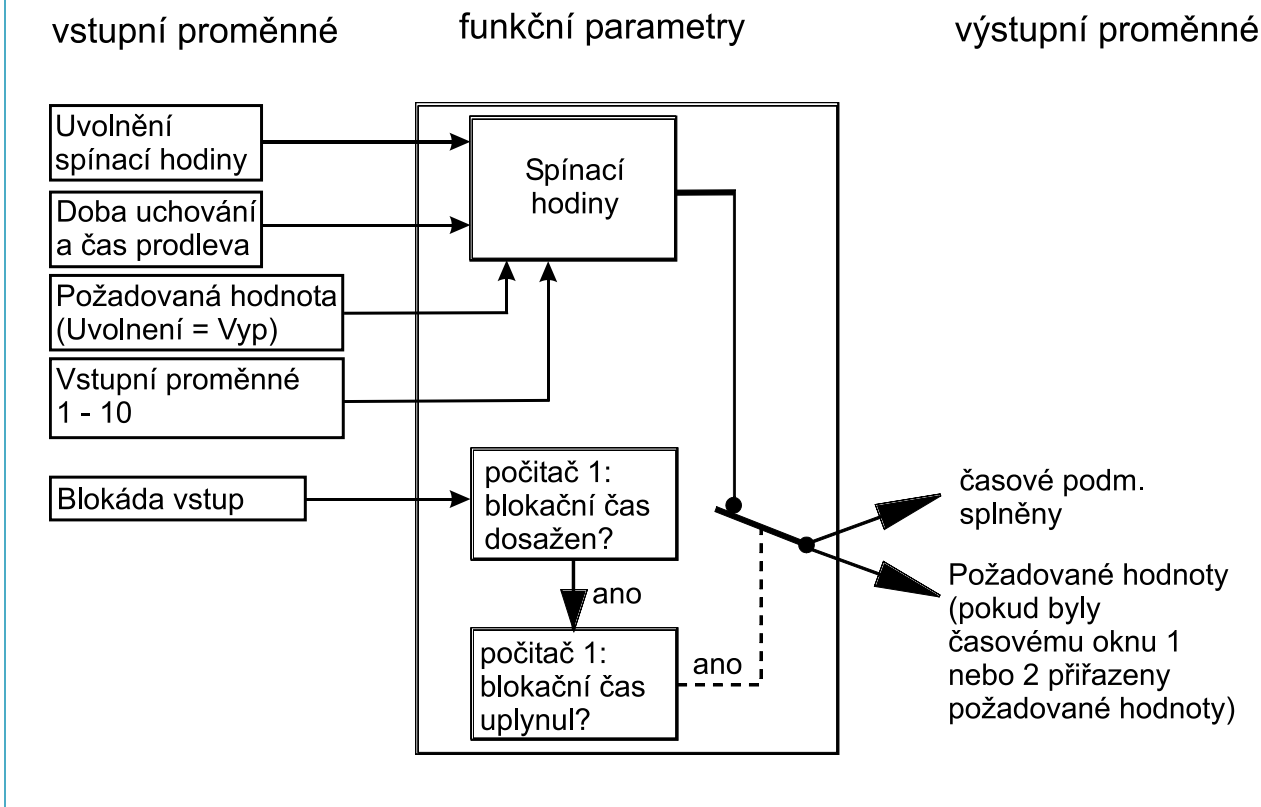 vstupní proměnné
funkční parametry
výstupní proměnné
Uvolnění
spínací hodiny
Doba uchování
a čas prodleva
Požadovaná hodnota
(Uvolnení = Vyp)
Vstupní proměnné
1 - 10
Blokáda vstup
Spínací
hodiny
počitač 1:
blokační čas
dosažen?
ano
počitač 1:
blokační čas
uplynul?
ano
časové podm.
splněny
Požadované hodnoty
(pokud byly
časovému oknu 1
nebo 2 přiřazeny
požadované hodnoty)